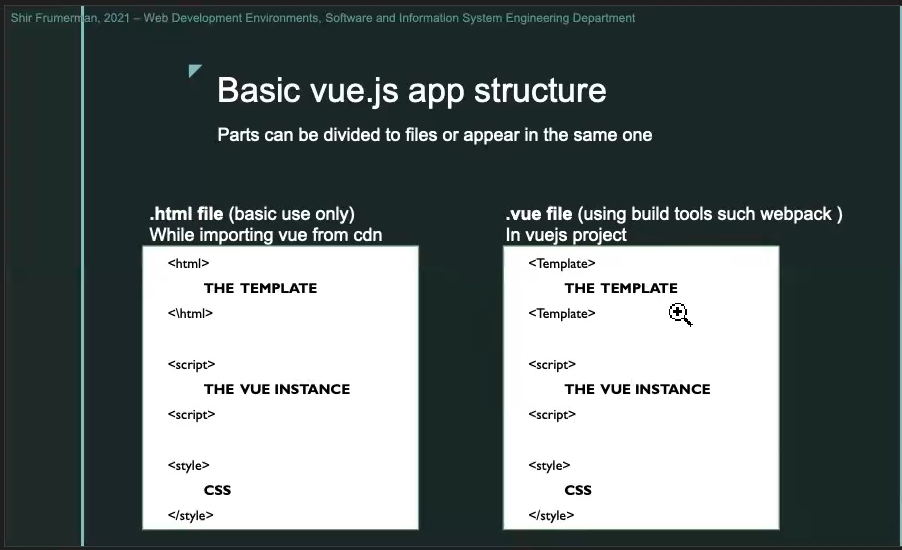 Shir Frumerman, 2021 – Web Development Environments, Software and Information System Engineering Department
Basic vue.js app structure
Parts can be divided to files or appear in the same one
.html file (basic use only)
While importing vue from cdn
<html>
THE TEMPLATE
<\html>
<script>
THE VUE INSTANCE
<script>
<style>
CSS
</style>
.vue file (using build tools such webpack )
In vuejs project
<Template>
THE TEMPLATE
<Template>
<script>
THE VUE INSTANCE
<script>
<style>
CSS
</style>